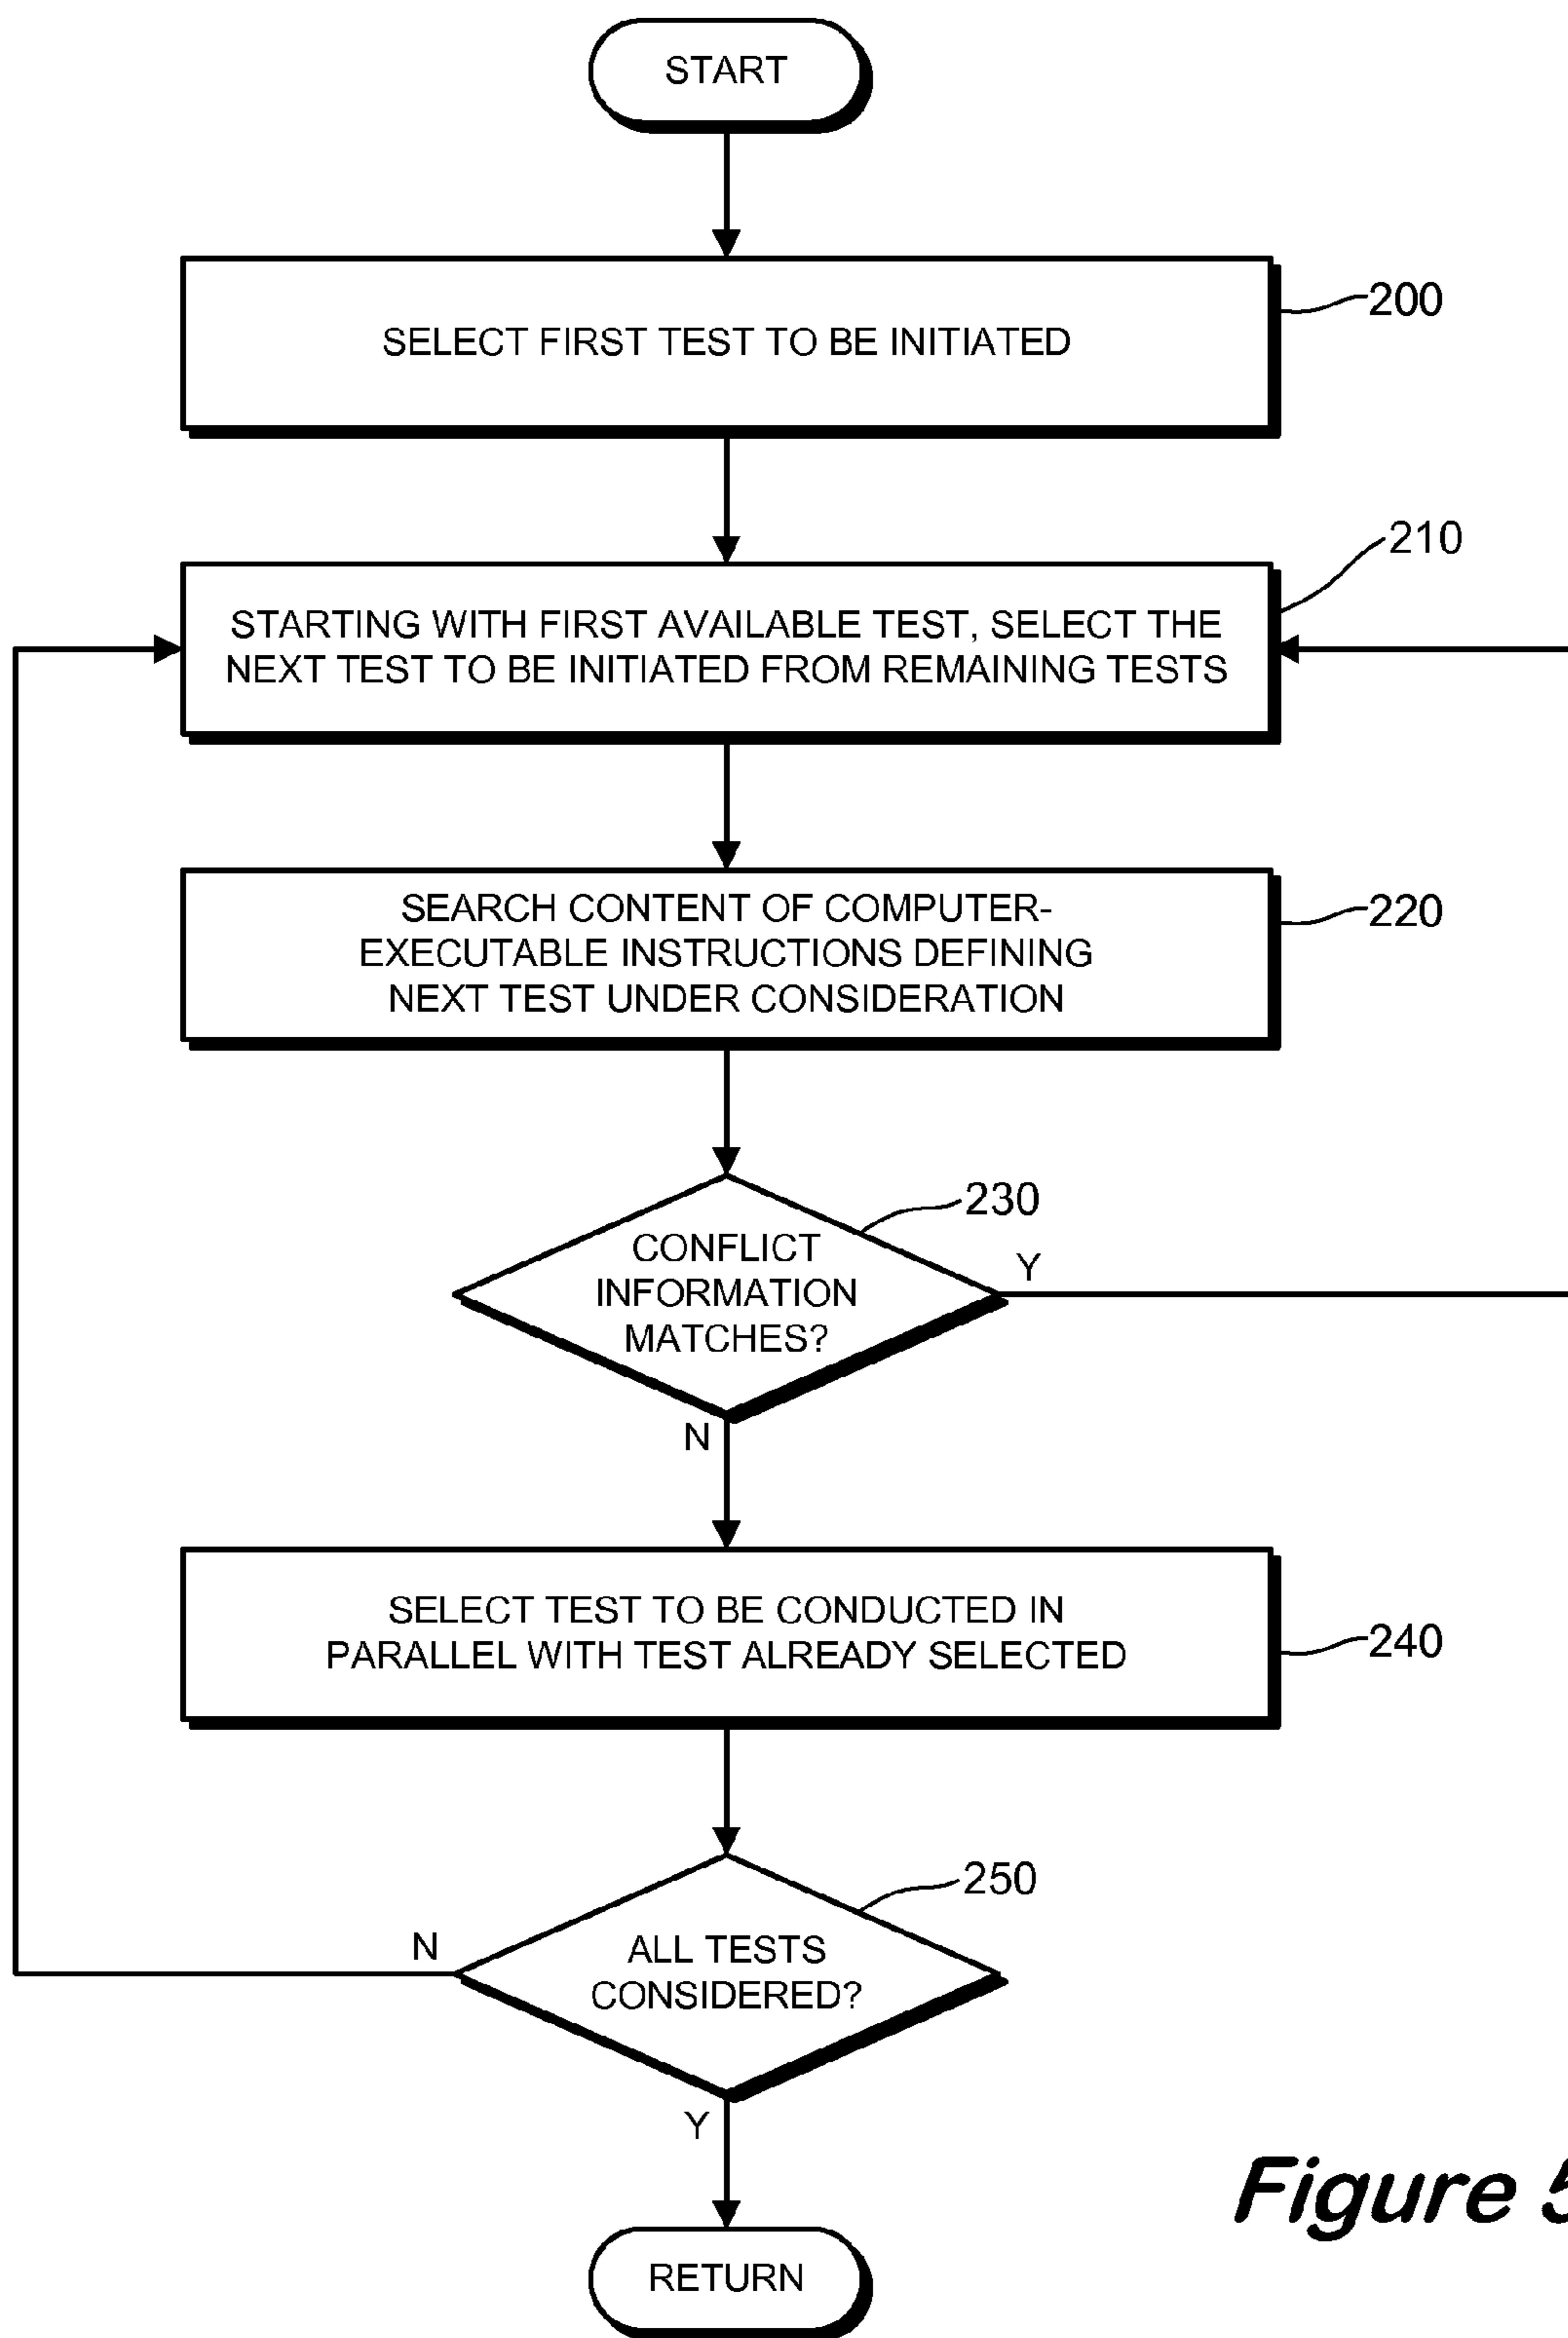 START
SELECT FIRST TEST TO BE INITIATED
200
210
STARTING WITH FIRST AVAILABLE TEST, SELECT THE
NEXT TEST TO BE INITIATED FROM REMAINING TESTS
SEARCH CONTENT OF COMPUTER-
EXECUTABLE INSTRUCTIONS DEFINING
NEXT TEST UNDER CONSIDERATION
220
230
CONFLICT
INFORMATION
MATCHES?
Y
N
SELECT TEST TO BE CONDUCTED IN
PARALLEL WITH TEST ALREADY SELECTED
240
250
N
ALL TESTS
CONSIDERED?
Y
Figure 5
RETURN